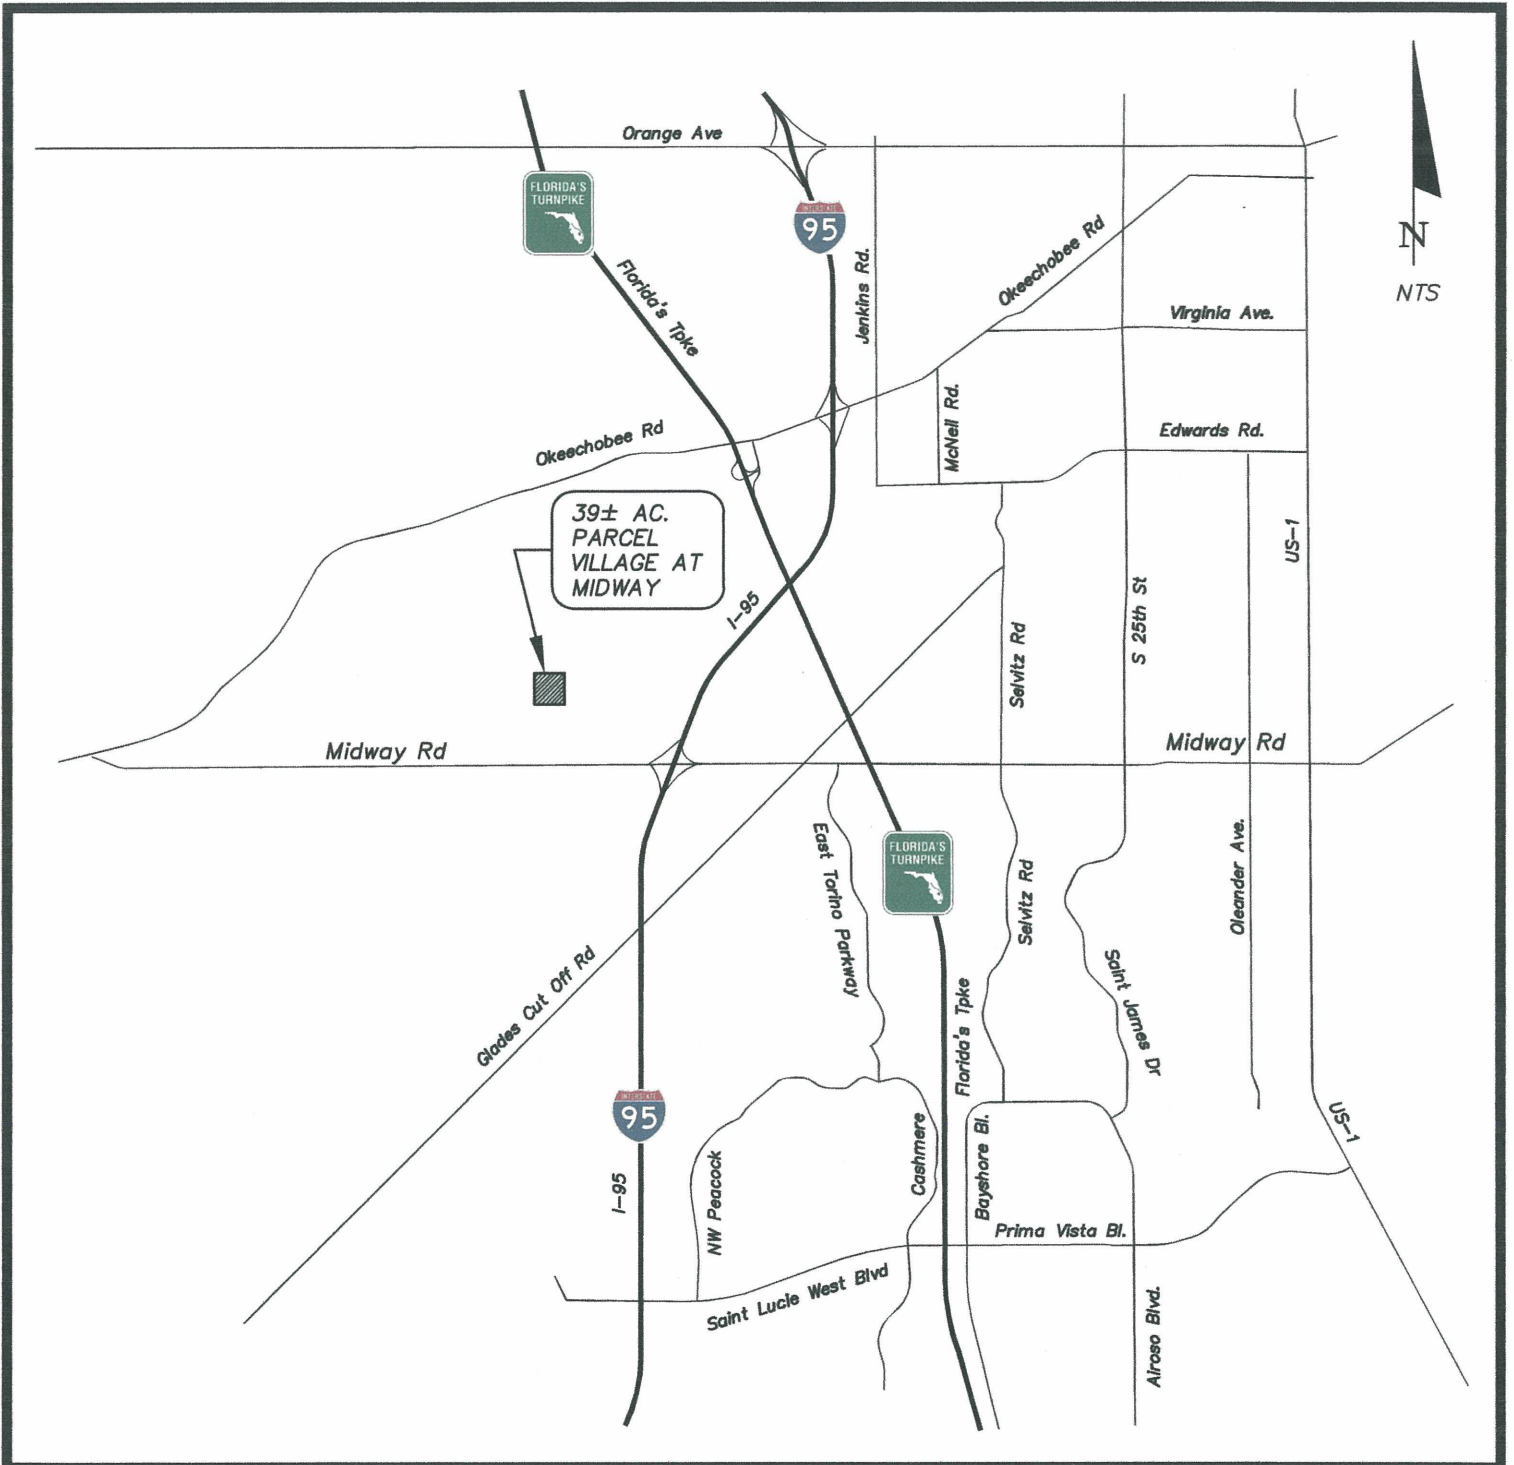 Orange Ave
FLORIDA'S
TURNPIKE
INTERSTATE
95
Okeechobee Rd
N
NTS
Florida's Tpke
Jenkins Rd.
Virginia Ave.
McNeil Rd.
Okeechobee Rd
Edwards Rd.
39± AC.
PARCEL
VILLAGE AT
MIDWAY
US-1
I-95
S 25th St
Selvitz Rd
Midway Rd
Midway Rd
FLORIDA'S
TURNPIKE
East Torino Parkway
Selvitz Rd
Oleander Ave.
Glades Cut Off Rd
Saint James Dr
Florida's Tpke
INTERSTATE
95
US-1
I-95
NW Peacock
Cashmere
Bayshore Bl.
Prima Vista Bl.
Saint Lucie West Blvd
Airoso Blvd.